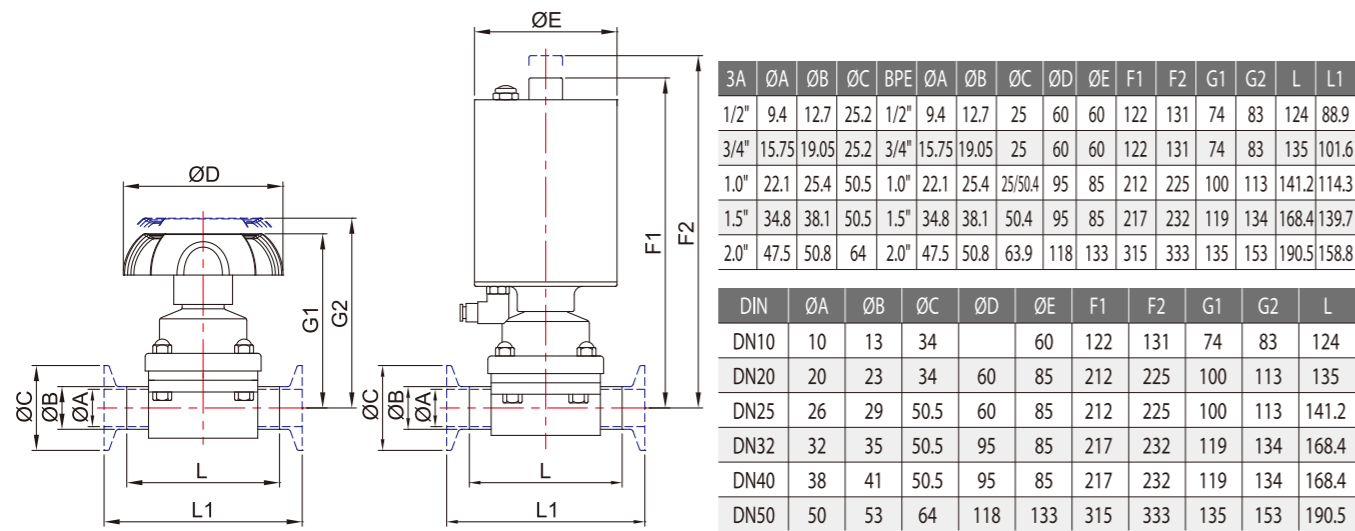 ØE
ØD
G1
G2
F1
F2
ØC
ØB
ØA
L
L1
ØC
ØB
ØA
L
L1
3A ØA ØB ØC BPE ØA ØB ØC ØD ØE F1 F2 G1 G2 L L1
1/2" 9.4 12.7 25.2 1/2" 9.4 12.7 25 60 60 122 131 74 83 124 88.9
3/4" 15.75 19.05 25.2 3/4" 15.75 19.05 25 60 60 122 131 74 83 135 101.6
1.0" 22.1 25.4 50.5 1.0" 22.1 25.4 25/50.4 95 85 212 225 100 113 141.2 114.3
1.5" 34.8 38.1 50.5 1.5" 34.8 38.1 50.4 95 85 217 232 119 134 168.4 139.7
2.0" 47.5 50.8 64 2.0" 47.5 50.8 63.9 118 133 315 333 135 153 190.5 158.8
DIN ØA ØB ØC ØD ØE F1 F2 G1 G2 L
DN10 10 13 34 60 122 131 74 83 124
DN20 20 23 34 60 85 212 225 100 113 135
DN25 26 29 50.5 60 85 212 225 100 113 141.2
DN32 32 35 50.5 95 85 217 232 119 134 168.4
DN40 38 41 50.5 95 85 217 232 119 134 168.4
DN50 50 53 64 118 133 315 333 135 153 190.5